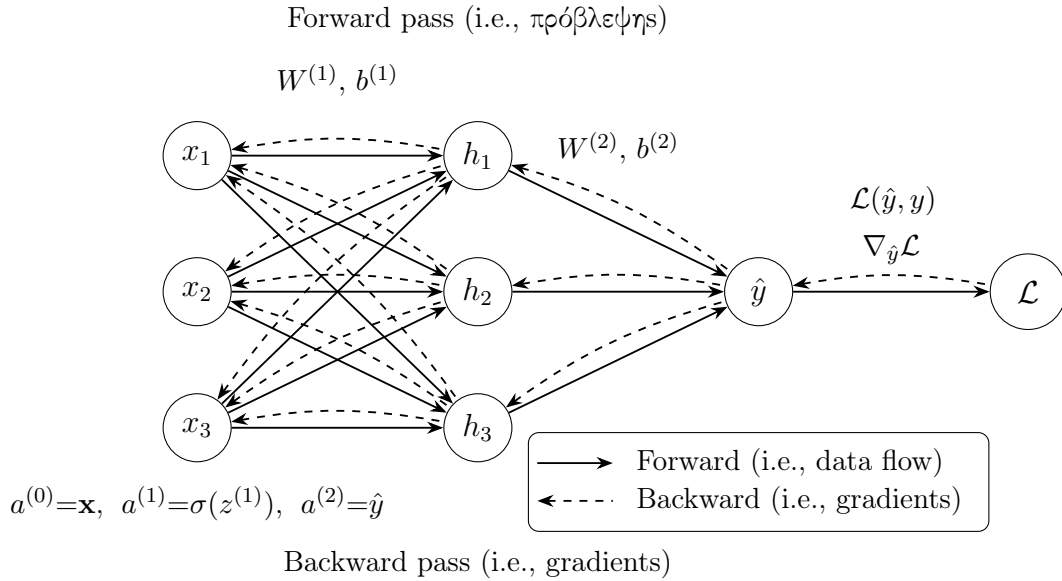 Forward pass (i.e., πρόβλεψηs)
W^{(1)}, b^{(1)}
W^{(2)}, b^{(2)}
x_1
h_1
ℒ(ŷ, y)
∇_ŷ ℒ
x_2
h_2
ŷ
ℒ
x_3
h_3
Forward (i.e., data flow)
Backward (i.e., gradients)
a^{(0)}=𝐱, a^{(1)}=σ(z^{(1)}), a^{(2)}=ŷ
Backward pass (i.e., gradients)